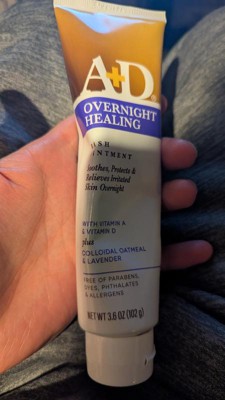 A+D
OVERNIGHT
HEALING
Soothes, Protects &
Relieves Irritated
Skin Overnight
WITH VITAMIN A
& VITAMIN D
plus
COLLOIDAL OATMEAL
& LAVENDER
FREE OF PARABENS,
DYES, PHTHALATES
& ALLERGENS
NET WT 3.6 OZ (102g)